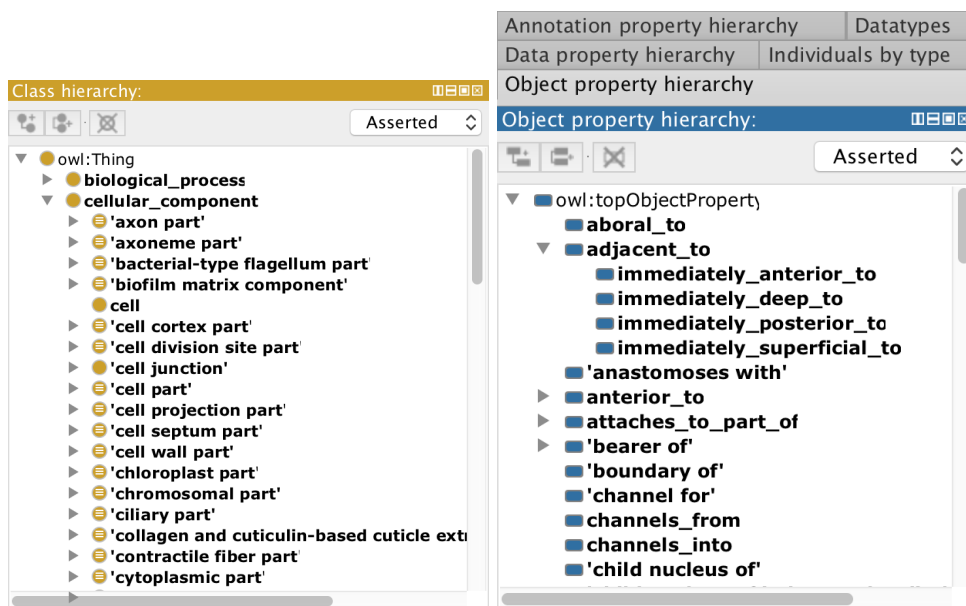 Class hierarchy:
Asserted
owl:Thing
biological_process
cellular_component
'axon part'
'axoneme part'
'bacterial-type flagellum part'
'biofilm matrix component'
cell
'cell cortex part'
'cell division site part'
'cell junction'
'cell part'
'cell projection part'
'cell septum part'
'cell wall part'
'chloroplast part'
'chromosomal part'
'ciliary part'
'collagen and cuticulin-based cuticle extr
'contractile fiber part'
'cytoplasmic part'
Annotation property hierarchy
Datatypes
Data property hierarchy
Individuals by type
Object property hierarchy
Object property hierarchy:
Asserted
owl:topObjectProperty
aboral_to
adjacent_to
immediately_anterior_to
immediately_deep_to
immediately_posterior_to
immediately_superficial_to
'anastomoses with'
anterior_to
attaches_to_part_of
'bearer of'
'boundary of'
'channel for'
channels_from
channels_into
'child nucleus of'